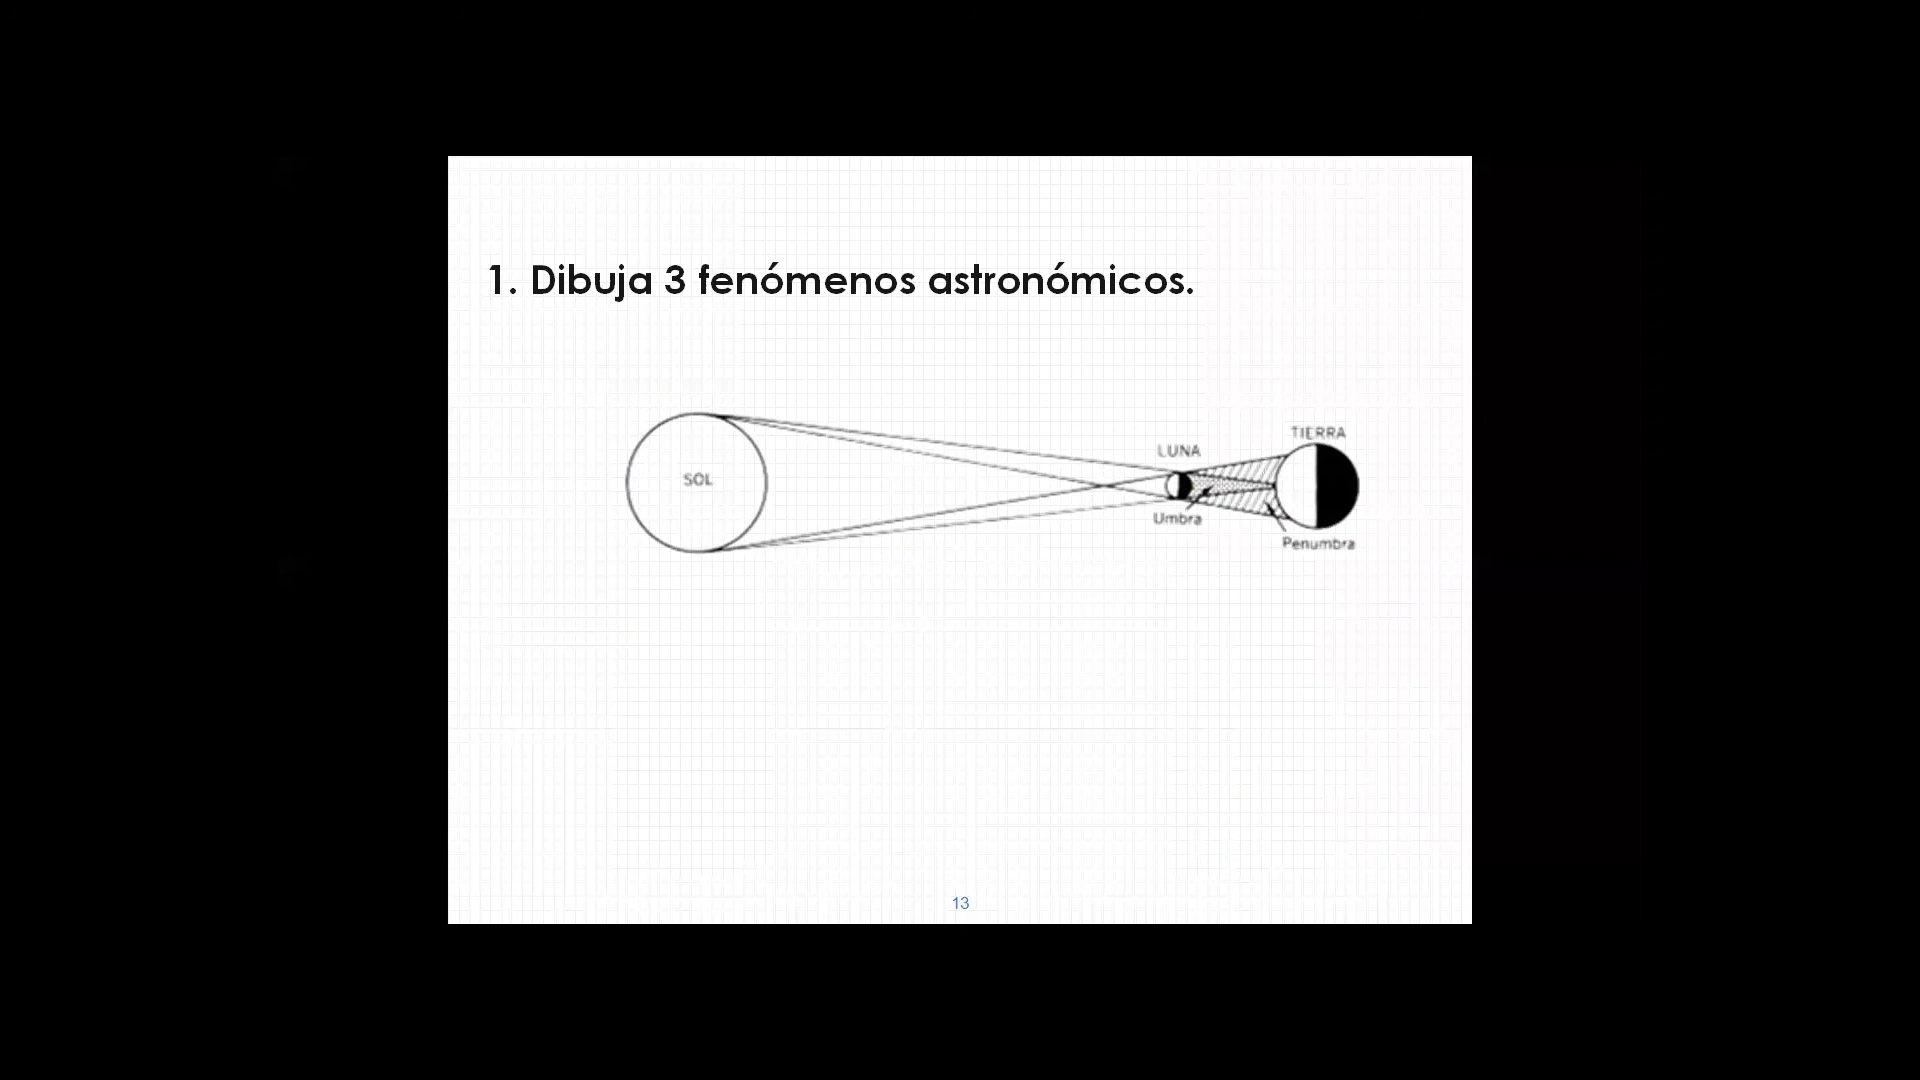 1. Dibuja 3 fenómenos astronómicos.
TIERRA
LUNA
SOL
Umbra
Penumbra
13